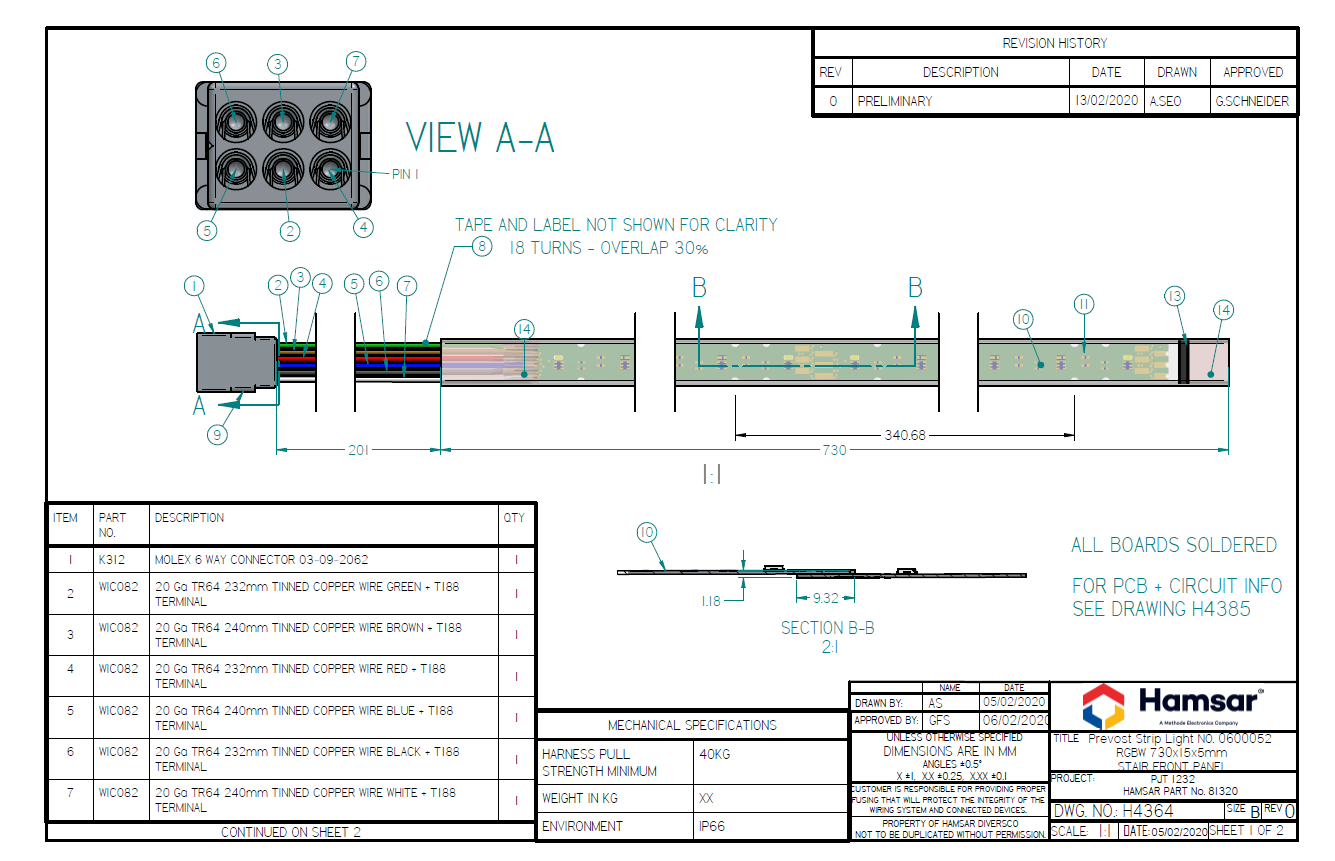 REVISION HISTORY
REV DESCRIPTION DATE DRAWN APPROVED
0 PRELIMINARY 13/02/2020 A.SEO G.SCHNEIDER
6 3 7
VIEW A-A
PIN 1
5 2 4
TAPE AND LABEL NOT SHOWN FOR CLARITY
8 18 TURNS - OVERLAP 30%
1 2 3 4 5 6 7
A
14
B B
10 11 13 14
A
9
201
340.68
730
1:1
ITEM PART NO. DESCRIPTION QTY
1 K312 MOLEX 6 WAY CONNECTOR 03-09-2062 1
2 WIC082 20 Ga TR64 232mm TINNED COPPER WIRE GREEN + T188 TERMINAL 1
3 WIC082 20 Ga TR64 240mm TINNED COPPER WIRE BROWN + T188 TERMINAL 1
4 WIC082 20 Ga TR64 232mm TINNED COPPER WIRE RED + T188 TERMINAL 1
5 WIC082 20 Ga TR64 240mm TINNED COPPER WIRE BLUE + T188 TERMINAL 1
6 WIC082 20 Ga TR64 232mm TINNED COPPER WIRE BLACK + T188 TERMINAL 1
7 WIC082 20 Ga TR64 240mm TINNED COPPER WIRE WHITE + T188 TERMINAL 1
CONTINUED ON SHEET 2
10
1.18
9.32
SECTION B-B
2:1
ALL BOARDS SOLDERED
FOR PCB + CIRCUIT INFO
SEE DRAWING H4385
MECHANICAL SPECIFICATIONS
HARNESS PULL STRENGTH MINIMUM 40KG
WEIGHT IN KG XX
ENVIRONMENT IP66
NAME DATE
DRAWN BY: AS 05/02/2020
APPROVED BY: GFS 06/02/2020
UNLESS OTHERWISE SPECIFIED
DIMENSIONS ARE IN MM
ANGLES ±0.5°
X ±1, XX ±0.25, XXX ±0.1
CUSTOMER IS RESPONSIBLE FOR PROVIDING PROPER
FUSING THAT WILL PROTECT THE INTEGRITY OF THE
WIRING SYSTEM AND CONNECTED DEVICES.
PROPERTY OF HAMSAR DIVERSCO
NOT TO BE DUPLICATED WITHOUT PERMISSION.
Hamsar®
A Methode Electronics Company
TITLE Prevost Strip Light NO. 0600052
RGBW 730x15x5mm
STAIR FRONT PANEL
PROJECT: PJT 1232
HAMSAR PART No. 81320
DWG. NO.: H4364 SIZE B REV 0
SCALE: 1:1 DATE: 05/02/2020 SHEET 1 OF 2